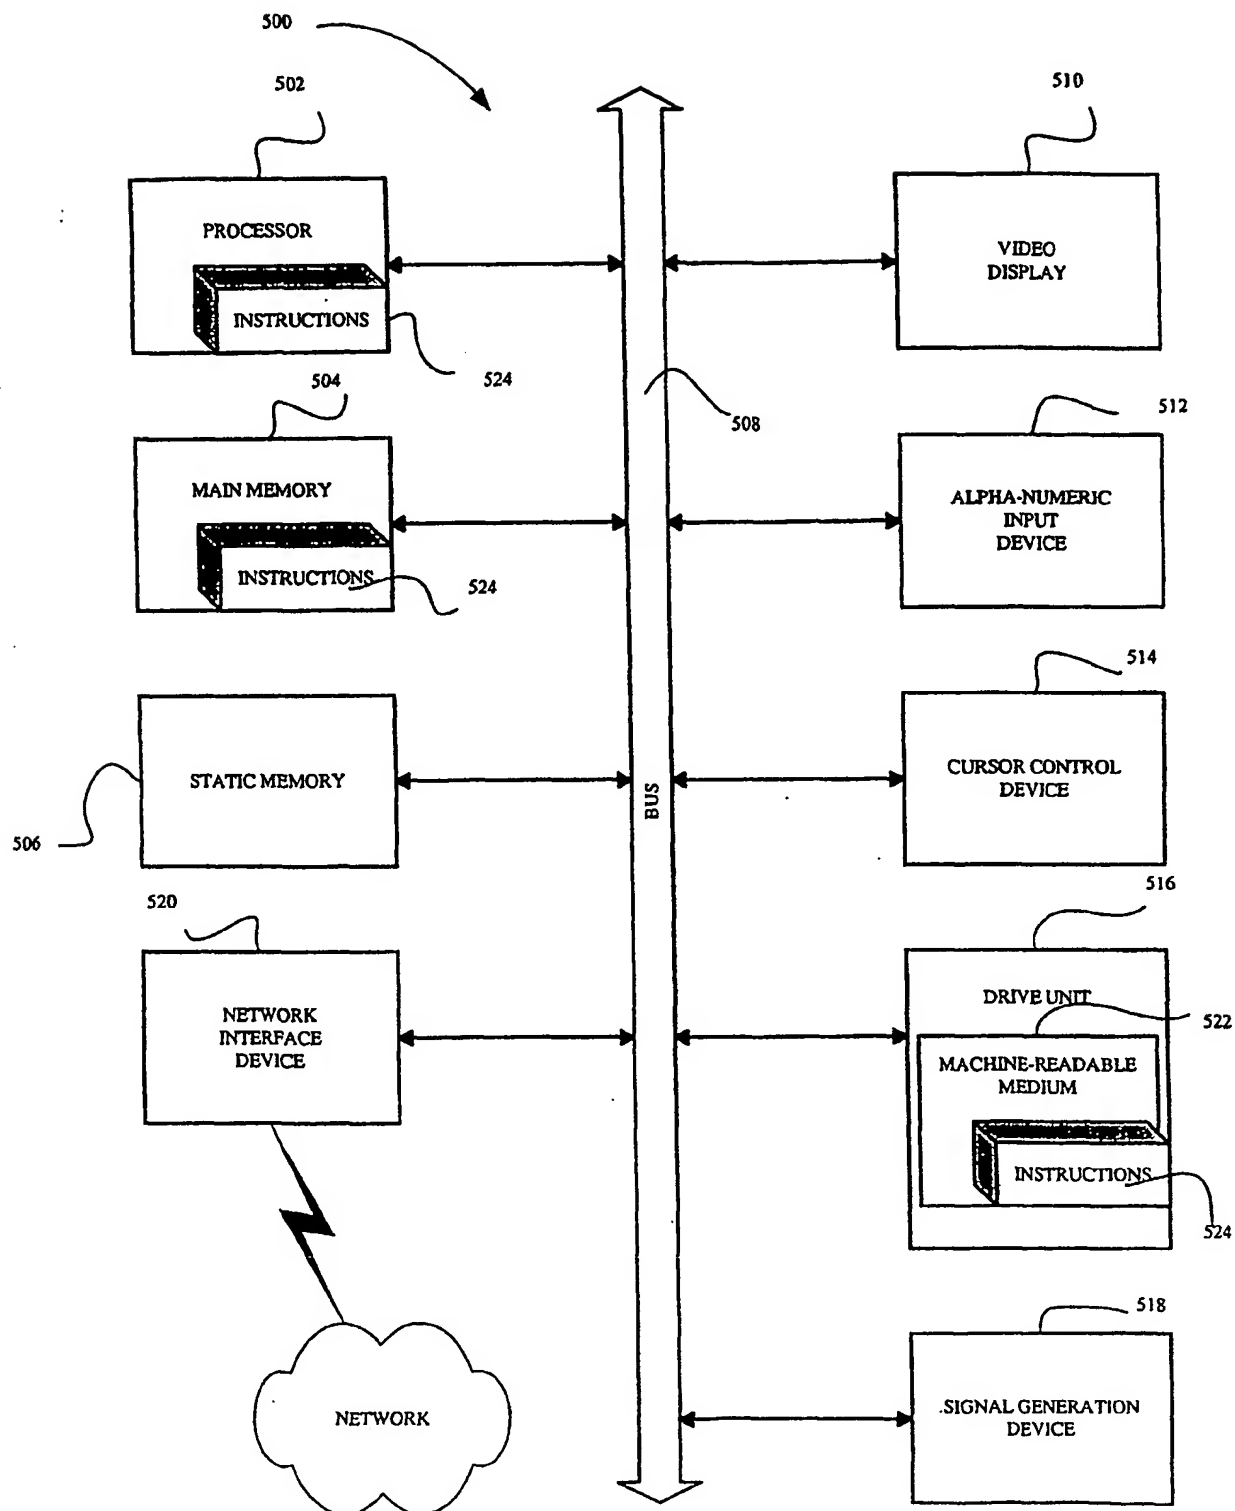 500
502
510
PROCESSOR
VIDEO
DISPLAY
INSTRUCTIONS
524
504
508
512
MAIN MEMORY
ALPHA-NUMERIC
INPUT
DEVICE
INSTRUCTIONS
524
514
STATIC MEMORY
CURSOR CONTROL
DEVICE
BUS
506
520
516
NETWORK
INTERFACE
DEVICE
DRIVE UNIT
522
MACHINE-READABLE
MEDIUM
INSTRUCTIONS
524
518
NETWORK
SIGNAL GENERATION
DEVICE